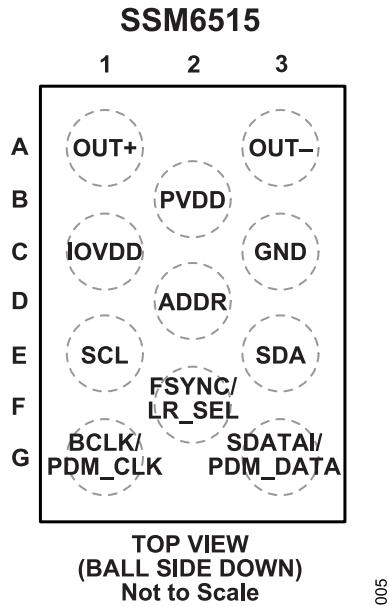 SSM6515
1 2 3
A OUT+ OUT–
B PVDD
C IOVDD GND
D ADDR
E SCL SDA
F FSYNC/
LR_SEL
G BCLK/
PDM_CLK SDATAI/
PDM_DATA
TOP VIEW
(BALL SIDE DOWN)
Not to Scale
005